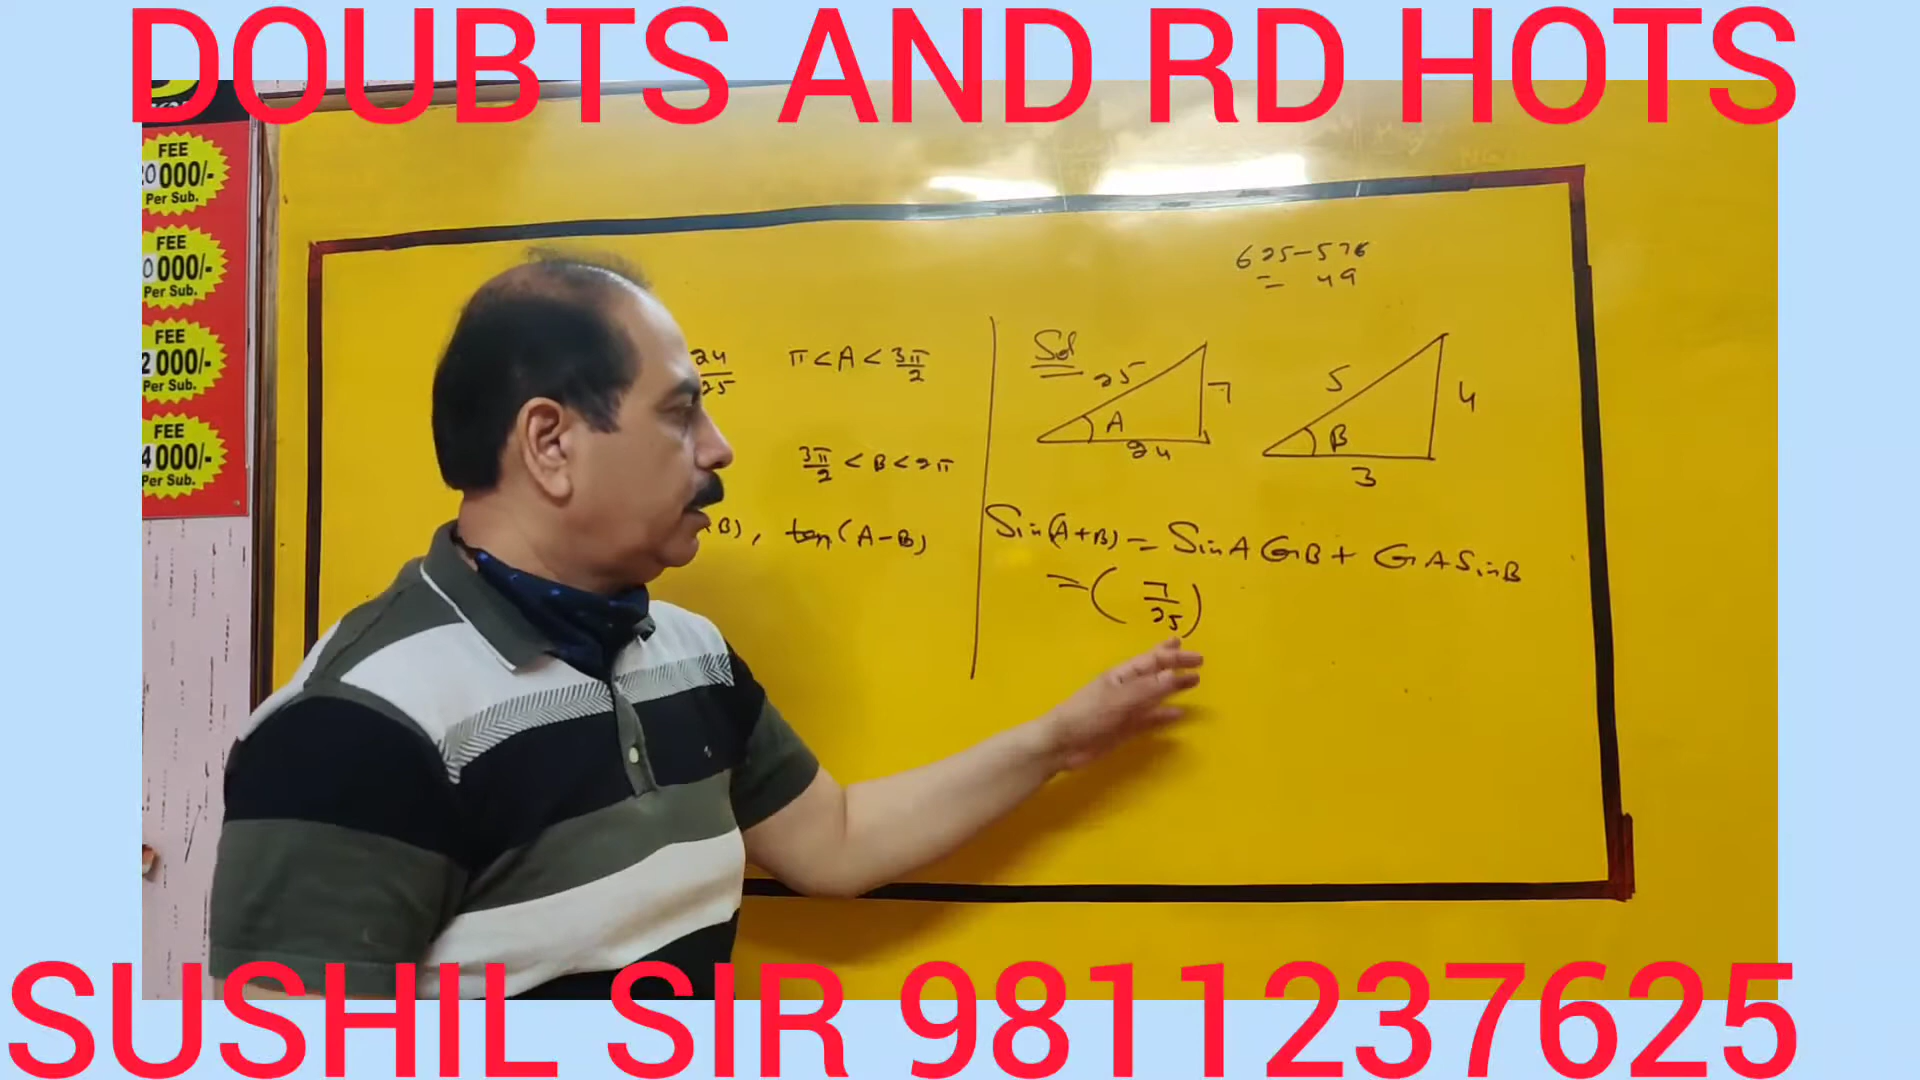 DOUBTS AND RD HOTS
FEE
0000/-
Per Sub.
FEE
0000/-
Per Sub.
FEE
2000/-
Per Sub.
FEE
4000/-
Per Sub.
24
25
π < A < 3π/2
3π/2 < B < 2π
B), tan(A-B)
625-576
= 49
Sol
25
7
A
24
5
4
B
3
Sin(A+B) = SinA CosB + CosA SinB
= (7/25)
SUSHIL SIR 9811237625